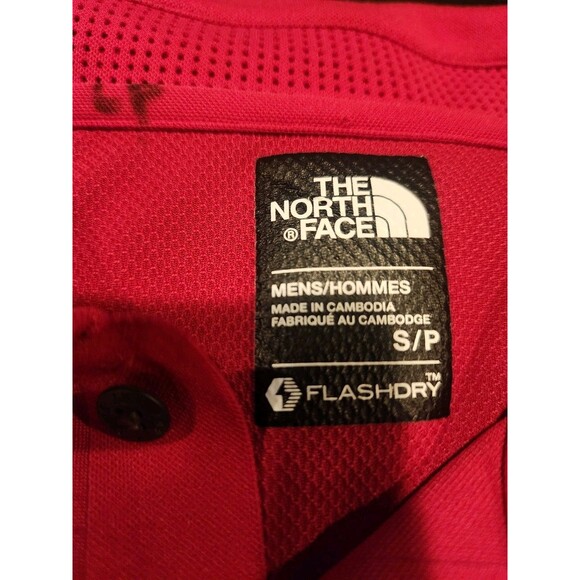 THE
NORTH
® FACE
MENS/HOMMES
MADE IN CAMBODIA
FABRIQUÉ AU CAMBODGE
S/P
FLASHDRY™